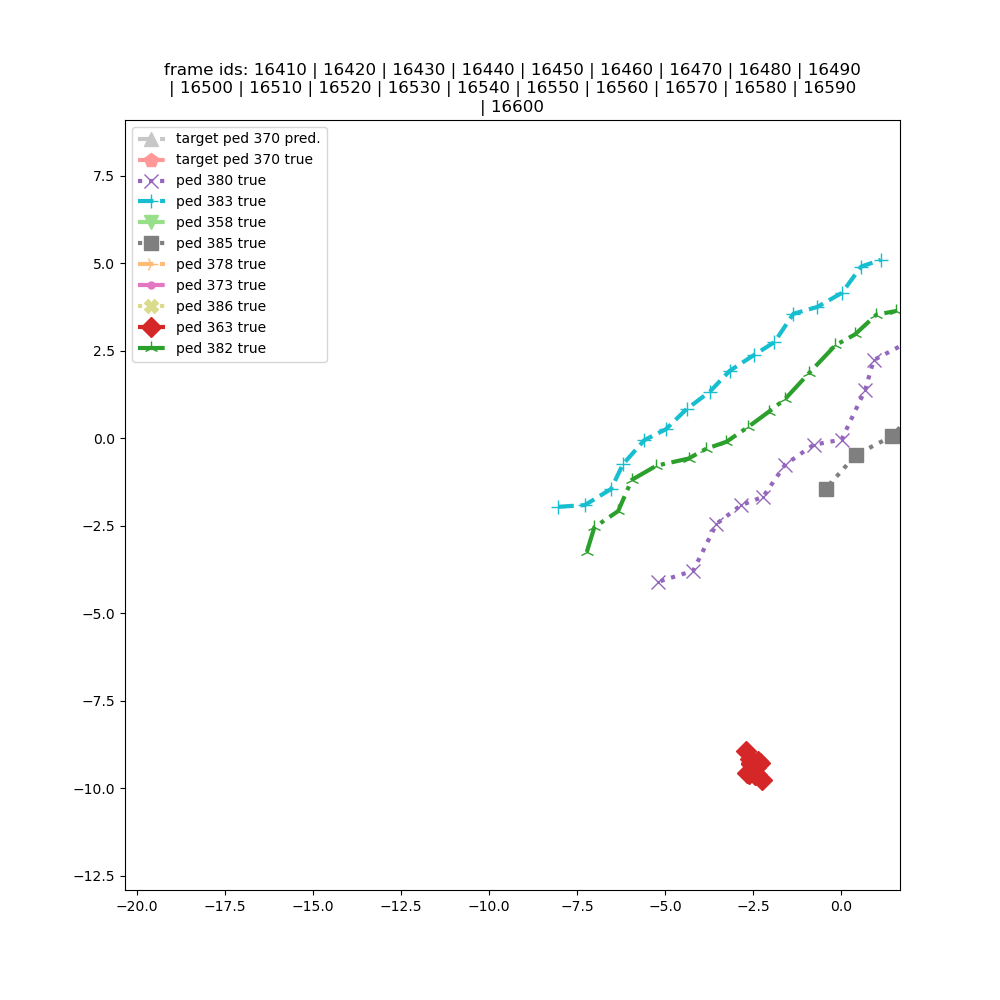 frame ids: 16410 | 16420 | 16430 | 16440 | 16450 | 16460 | 16470 | 16480 | 16490
| 16500 | 16510 | 16520 | 16530 | 16540 | 16550 | 16560 | 16570 | 16580 | 16590
| 16600
target ped 370 pred.
target ped 370 true
ped 380 true
ped 383 true
ped 358 true
ped 385 true
ped 378 true
ped 373 true
ped 386 true
ped 363 true
ped 382 true
7.5
5.0
2.5
0.0
−2.5
−5.0
−7.5
−10.0
−12.5
−20.0 −17.5 −15.0 −12.5 −10.0 −7.5 −5.0 −2.5 0.0